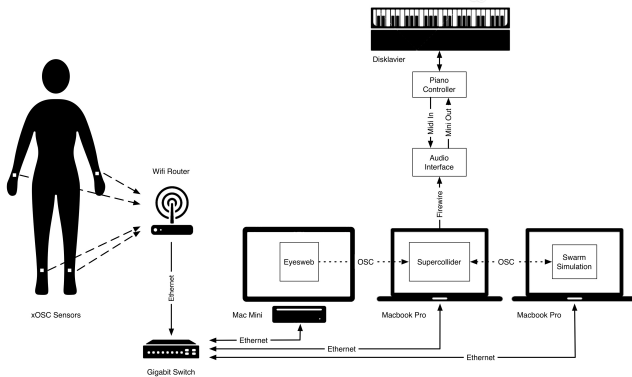 Disklavier
Piano
Controller
Midi In
Mini Out
Audio
Interface
Firewire
Wifi Router
Eyesweb
OSC
Supercollider
OSC
Swarm
Simulation
Ethernet
xOSC Sensors
Mac Mini
Macbook Pro
Macbook Pro
Ethernet
Ethernet
Ethernet
Gigabit Switch